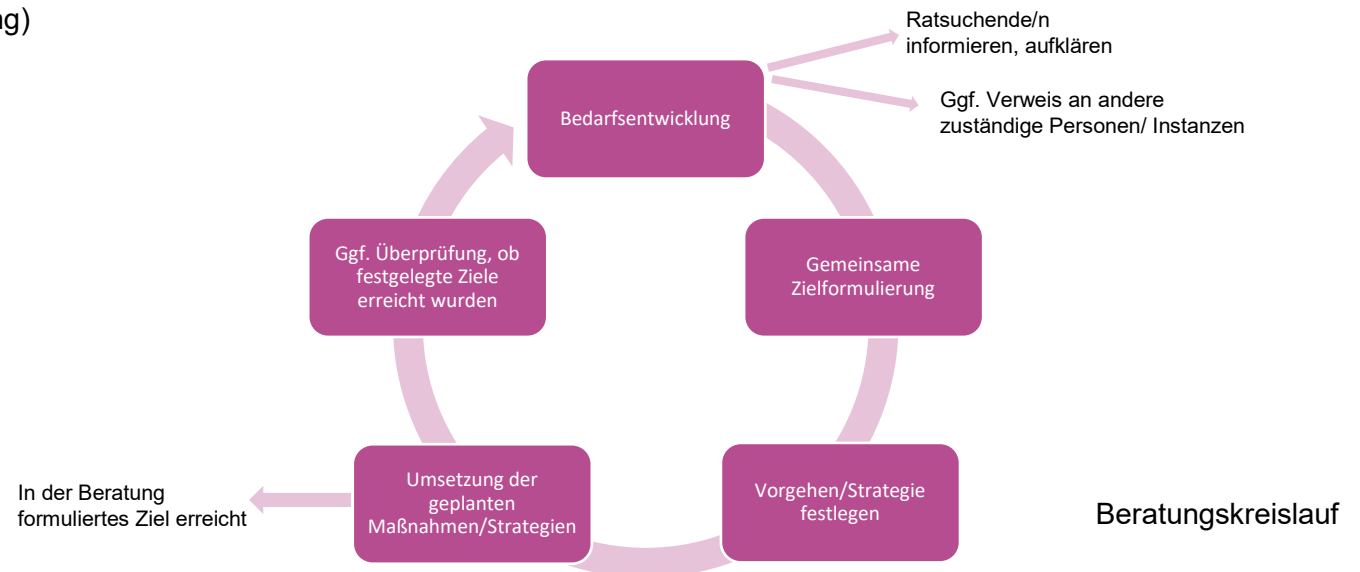 ng)
Ratsuchende/n
informieren, aufklären
Ggf. Verweis an andere
zuständige Personen/ Instanzen
Bedarfsentwicklung
Ggf. Überprüfung, ob
festgelegte Ziele
erreicht wurden
Gemeinsame
Zielformulierung
Umsetzung der
geplanten
Maßnahmen/Strategien
Vorgehen/Strategie
festlegen
In der Beratung
formuliertes Ziel erreicht
Beratungskreislauf